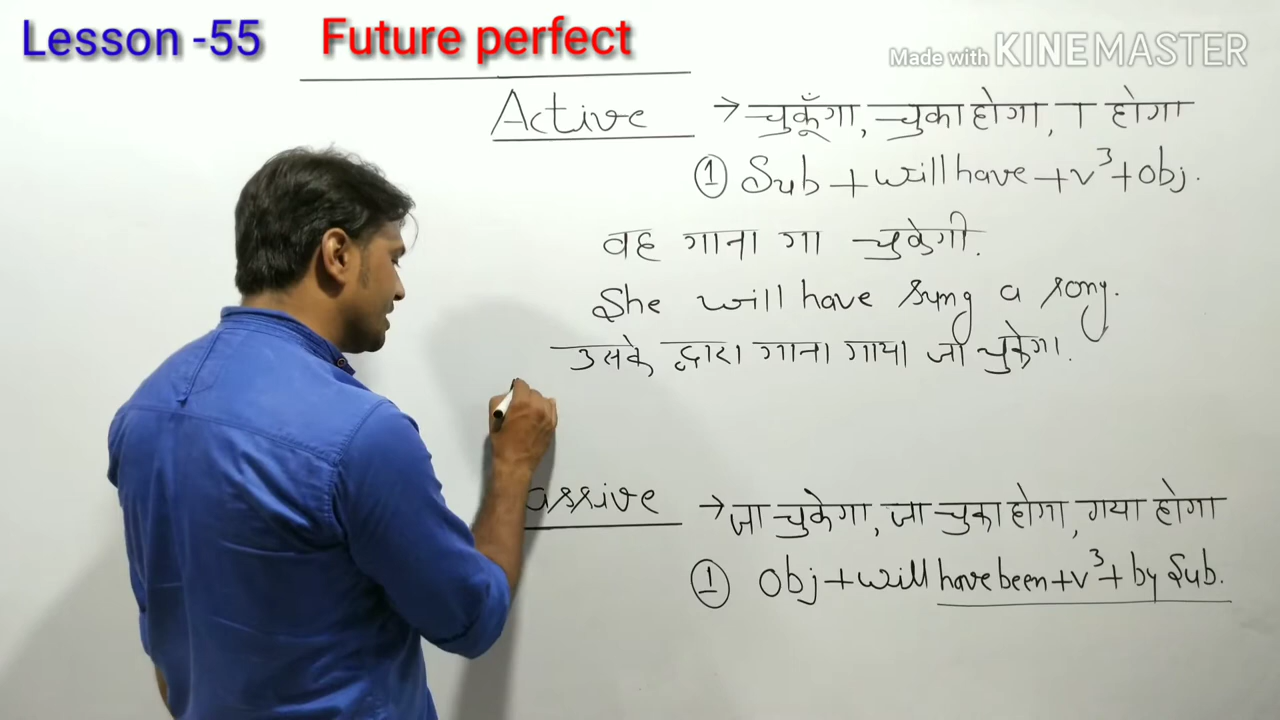 Lesson -55 Future perfect
Made with KINEMASTER
Active → चुकूँगा, चुका होगा, ा होगा
① Sub + will have + v³ + Obj.
वह गाना गा चुकेगी.
She will have sung a song.
उसके द्वारा गाना गाया जा चुकेगा.
assive → जा चुकेगा, जा चुका होगा, गया होगा
① Obj + will have been + v³ + by Sub.